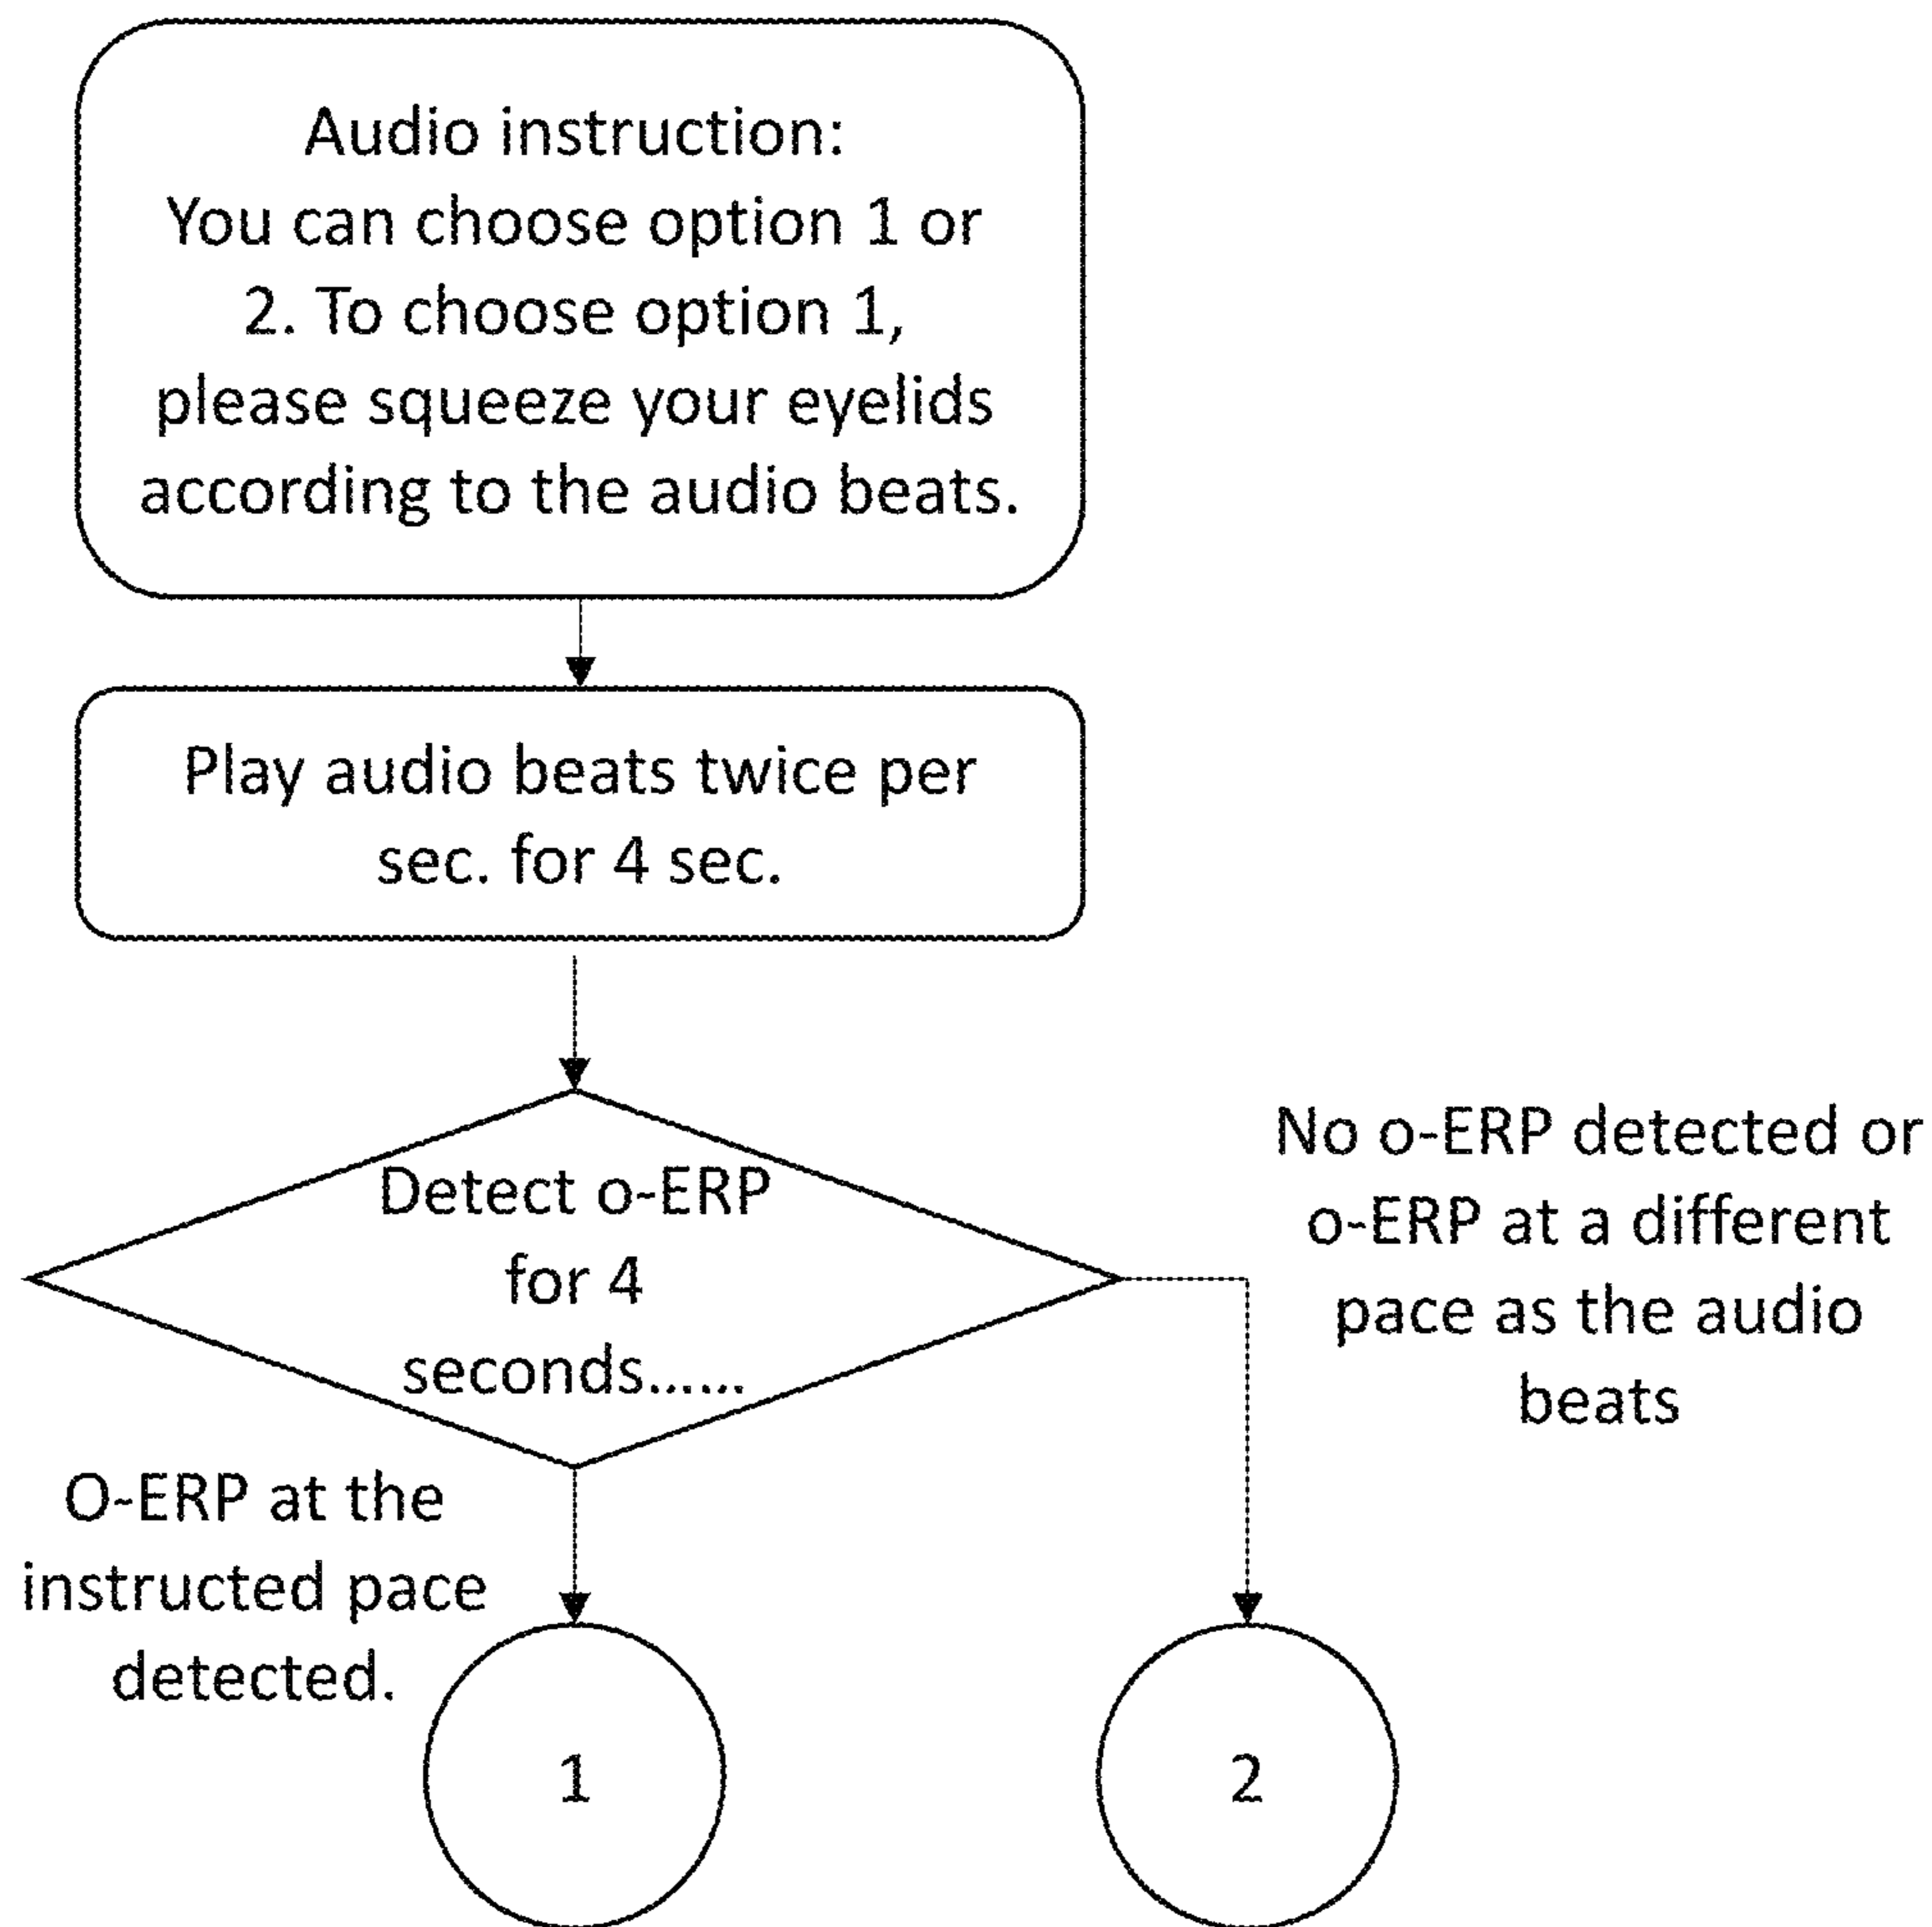 Audio instruction:
You can choose option 1 or
2. To choose option 1,
please squeeze your eyelids
according to the audio beats.
Play audio beats twice per
sec. for 4 sec.
Detect o-ERP
for 4
seconds......
No o-ERP detected or
o-ERP at a different
pace as the audio
beats
O-ERP at the
instructed pace
detected.
1
2